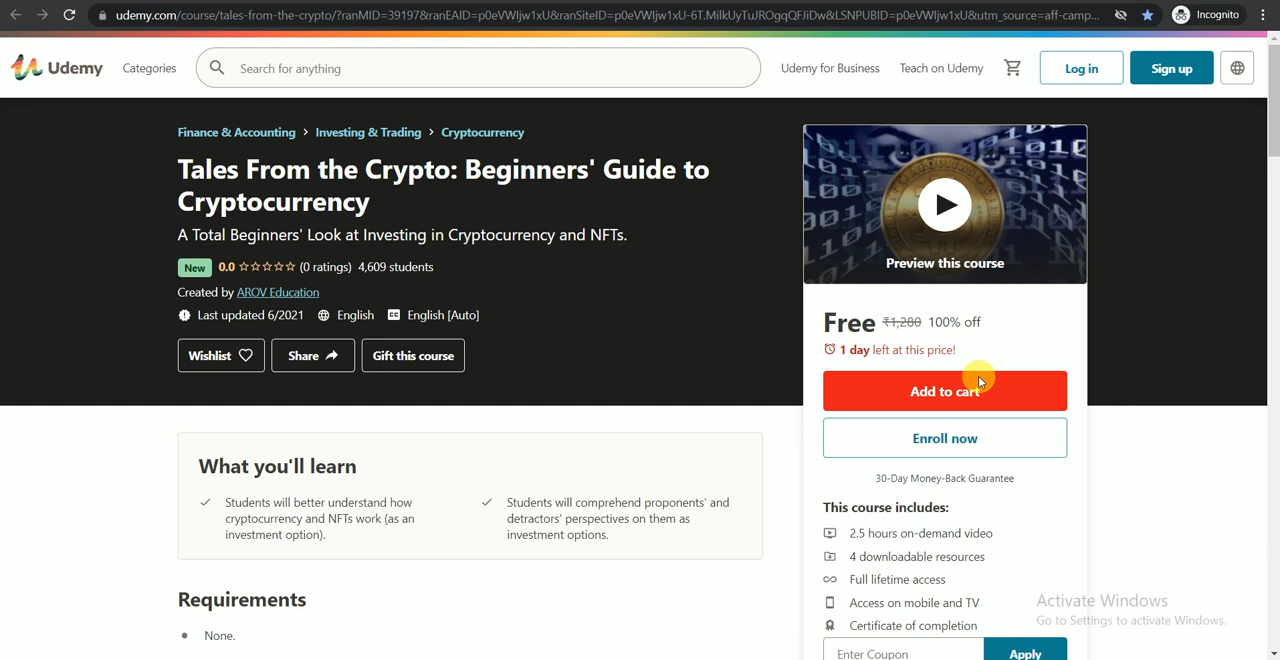 udemy.com/course/tales-from-the-crypto/?ranMID=39197&ranEAID=p0eVWljw1xU&ranSiteID=p0eVWljw1xU-6T.MilkUyTuJROgqQFJiDw&LSNPUBID=p0eVWljw1xU&utm_source=aff-camp...
Incognito
Udemy
Categories
Search for anything
Udemy for Business
Teach on Udemy
Log in
Sign up
Finance & Accounting > Investing & Trading > Cryptocurrency
Tales From the Crypto: Beginners' Guide to
Cryptocurrency
A Total Beginners' Look at Investing in Cryptocurrency and NFTs.
New 0.0 (0 ratings) 4,609 students
Created by AROV Education
Last updated 6/2021 English CC English [Auto]
Wishlist
Share
Gift this course
Preview this course
Free ₹1,280 100% off
1 day left at this price!
Add to cart
Enroll now
30-Day Money-Back Guarantee
This course includes:
2.5 hours on-demand video
4 downloadable resources
Full lifetime access
Access on mobile and TV
Certificate of completion
Enter Coupon
Apply
What you'll learn
Students will better understand how
cryptocurrency and NFTs work (as an
investment option).
Students will comprehend proponents' and
detractors' perspectives on them as
investment options.
Requirements
None.
Activate Windows
Go to Settings to activate Windows.